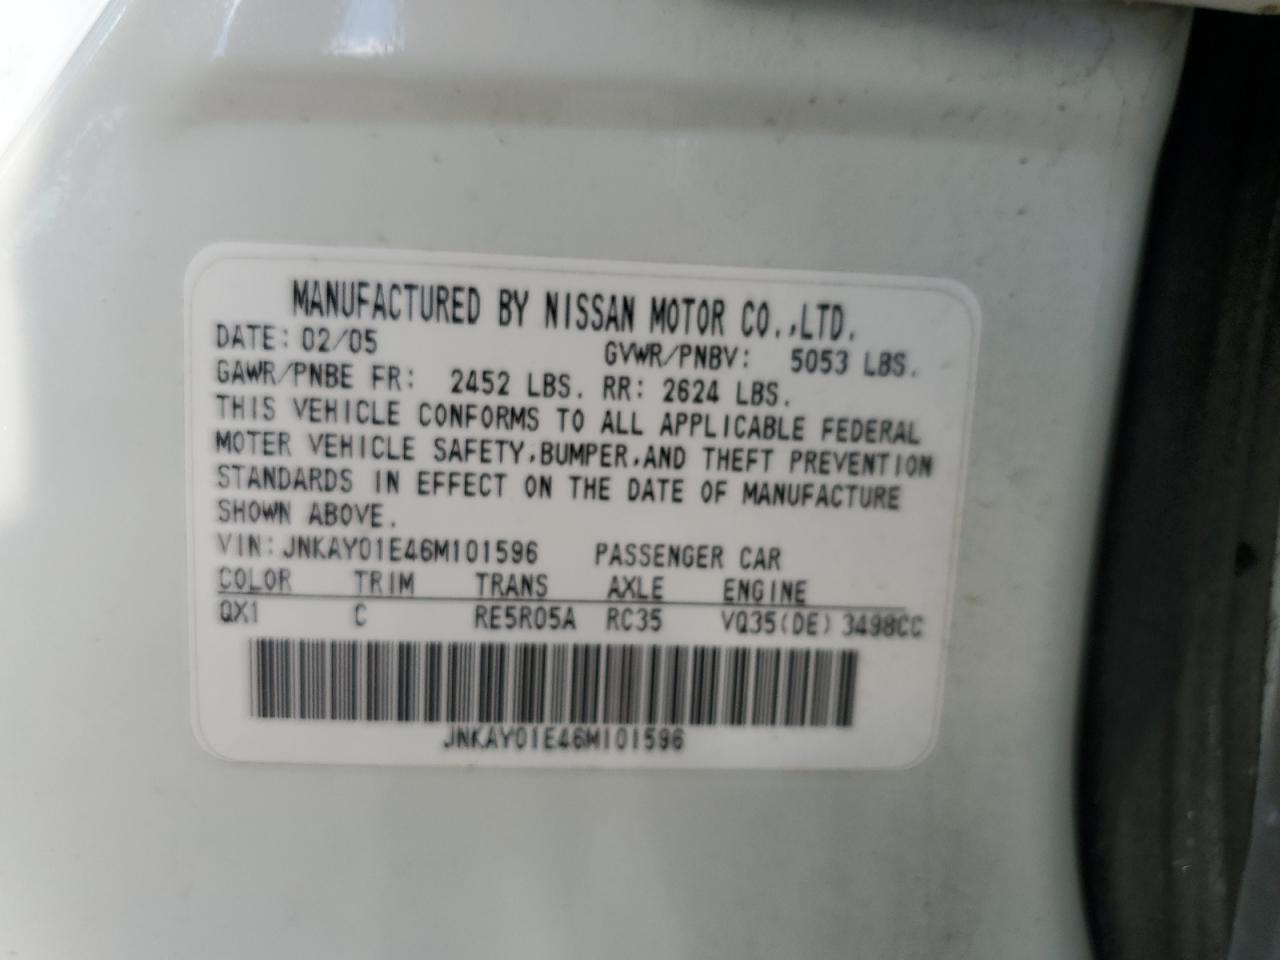 MANUFACTURED BY NISSAN MOTOR CO.,LTD.
DATE: 02/05 GVWR/PNBV: 5053 LBS.
GAWR/PNBE FR: 2452 LBS. RR: 2624 LBS.
THIS VEHICLE CONFORMS TO ALL APPLICABLE FEDERAL
MOTER VEHICLE SAFETY,BUMPER,AND THEFT PREVENTION
STANDARDS IN EFFECT ON THE DATE OF MANUFACTURE
SHOWN ABOVE.
VIN: JNKAY01E46M101596 PASSENGER CAR
COLOR TRIM TRANS AXLE ENGINE
QX1 C RE5R05A RC35 VQ35(DE) 3498CC
JNKAY01E46M101596